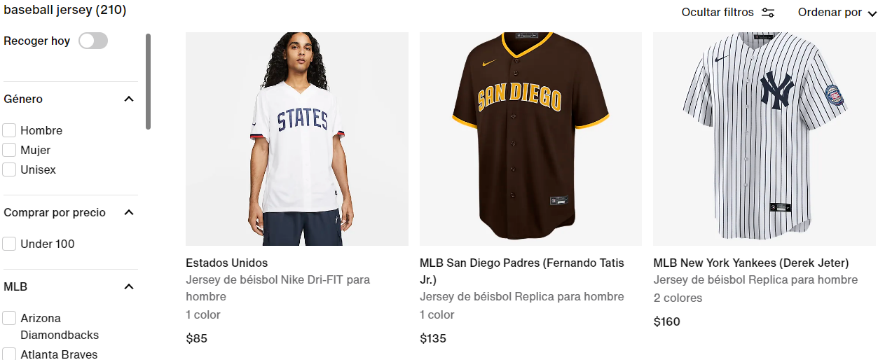 baseball jersey (210)
Ocultar filtros
Ordenar por
Recoger hoy
Género
Hombre
Mujer
Unisex
Comprar por precio
Under 100
MLB
Arizona
Diamondbacks
Atlanta Braves
STATES
SAN DIEGO
NY
Estados Unidos
Jersey de béisbol Nike Dri-FIT para
hombre
1 color
$85
MLB San Diego Padres (Fernando Tatis
Jr.)
Jersey de béisbol Replica para hombre
1 color
$135
MLB New York Yankees (Derek Jeter)
Jersey de béisbol Replica para hombre
2 colores
$160